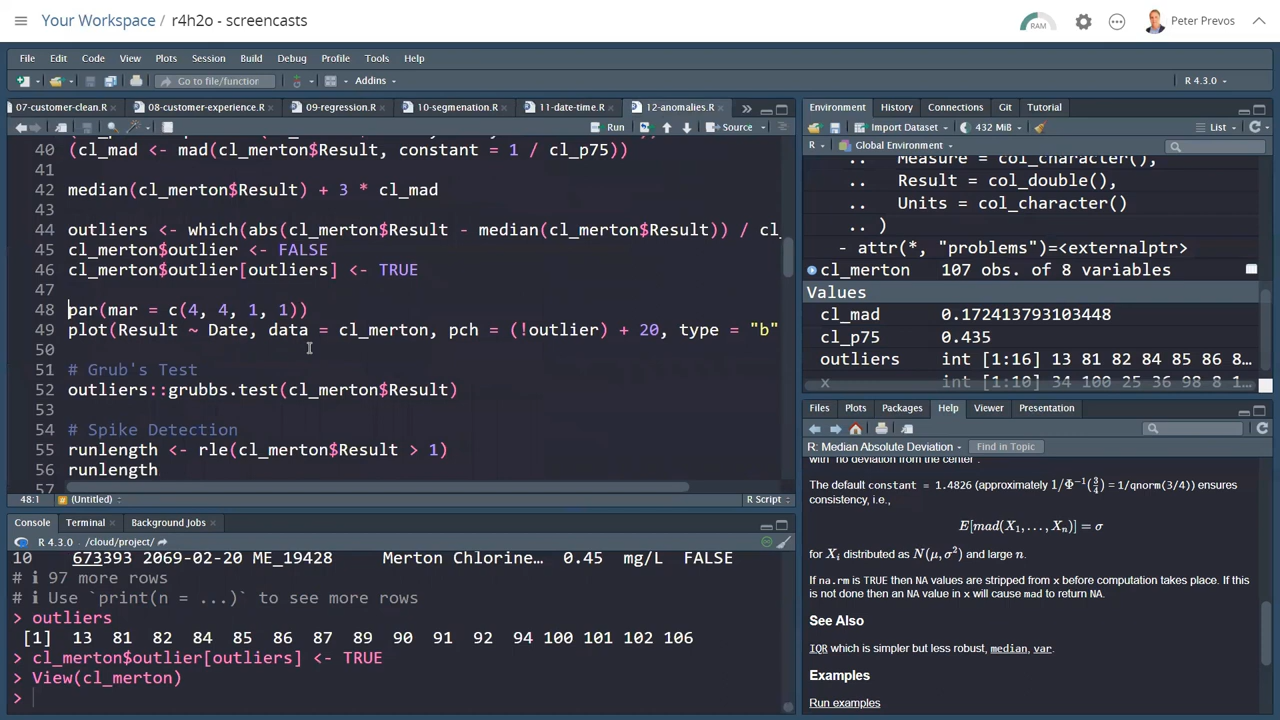 Your Workspace / r4h2o - screencasts
RAM
Peter Prevos
File Edit Code View Plots Session Build Debug Profile Tools Help
Go to file/function
Addins
R 4.3.0
07-customer-clean.R
08-customer-experience.R
09-regression.R
10-segmenation.R
11-date-time.R
12-anomalies.R
Run
Source
40 (cl_mad <- mad(cl_merton$Result, constant = 1 / cl_p75))
41
42 median(cl_merton$Result) + 3 * cl_mad
43
44 outliers <- which(abs(cl_merton$Result - median(cl_merton$Result)) / cl_
45 cl_merton$outlier <- FALSE
46 cl_merton$outlier[outliers] <- TRUE
47
48 par(mar = c(4, 4, 1, 1))
49 plot(Result ~ Date, data = cl_merton, pch = (!outlier) + 20, type = "b"
50
51 # Grub's Test
52 outliers::grubbs.test(cl_merton$Result)
53
54 # Spike Detection
55 runlength <- rle(cl_merton$Result > 1)
56 runlength
57
48:1 (Untitled) R Script
Console Terminal Background Jobs
R 4.3.0 · /cloud/project/
10 673393 2069-02-20 ME_19428 Merton Chlorine… 0.45 mg/L FALSE
# ℹ 97 more rows
# ℹ Use `print(n = ...)` to see more rows
> outliers
[1] 13 81 82 84 85 86 87 89 90 91 92 94 100 101 102 106
> cl_merton$outlier[outliers] <- TRUE
> View(cl_merton)
>
Environment History Connections Git Tutorial
Import Dataset 432 MiB List
R Global Environment
.. Measure = col_character(),
.. Result = col_double(),
.. Units = col_character()
.. )
- attr(*, "problems")=<externalptr>
cl_merton 107 obs. of 8 variables
Values
cl_mad 0.172413793103448
cl_p75 0.435
outliers int [1:16] 13 81 82 84 85 86 8…
x int [1:10] 34 100 25 36 98 8 1…
Files Plots Packages Help Viewer Presentation
R: Median Absolute Deviation Find in Topic
with "no deviation from the center".
The default constant = 1.4826 (approximately 1/Φ⁻¹(3/4) = 1/qnorm(3/4)) ensures
consistency, i.e.,
E[mad(X₁,…,Xₙ)] = σ
for Xᵢ distributed as N(μ, σ²) and large n.
If na.rm is TRUE then NA values are stripped from x before computation takes place. If this
is not done then an NA value in x will cause mad to return NA.
See Also
IQR which is simpler but less robust, median, var.
Examples
Run examples